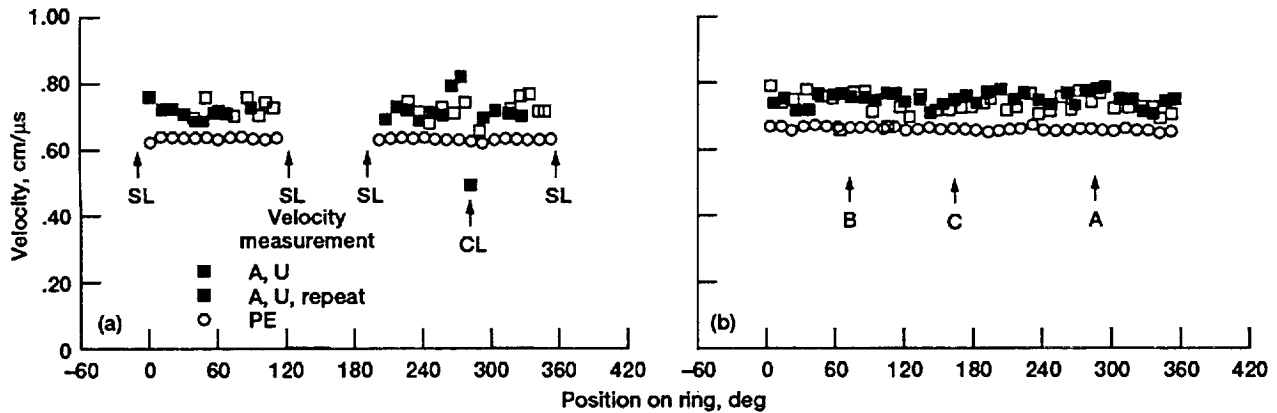 1.00
.80
.60
.40
.20
0
Velocity, cm/μs
SL
SL
SL
SL
CL
Velocity
measurement
A, U
A, U, repeat
PE
(a)
–60 0 60 120 180 240 300 360 420
B
C
A
(b)
–60 0 60 120 180 240 300 360 420
Position on ring, deg